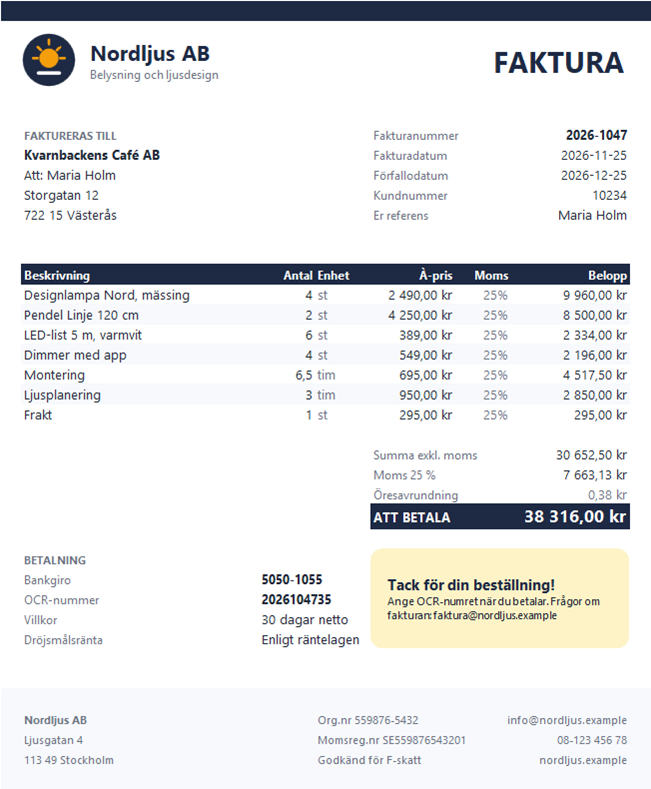 Nordljus AB
Belysning och ljusdesign
FAKTURA
FAKTURERAS TILL
Kvarnbackens Café AB
Att: Maria Holm
Storgatan 12
722 15 Västerås
Fakturanummer 2026-1047
Fakturadatum 2026-11-25
Förfallodatum 2026-12-25
Kundnummer 10234
Er referens Maria Holm
Beskrivning Antal Enhet À-pris Moms Belopp
Designlampa Nord, mässing 4 st 2 490,00 kr 25% 9 960,00 kr
Pendel Linje 120 cm 2 st 4 250,00 kr 25% 8 500,00 kr
LED-list 5 m, varmvit 6 st 389,00 kr 25% 2 334,00 kr
Dimmer med app 4 st 549,00 kr 25% 2 196,00 kr
Montering 6,5 tim 695,00 kr 25% 4 517,50 kr
Ljusplanering 3 tim 950,00 kr 25% 2 850,00 kr
Frakt 1 st 295,00 kr 25% 295,00 kr
Summa exkl. moms 30 652,50 kr
Moms 25 % 7 663,13 kr
Öresavrundning 0,38 kr
ATT BETALA 38 316,00 kr
BETALNING
Bankgiro 5050-1055
OCR-nummer 2026104735
Villkor 30 dagar netto
Dröjsmålsränta Enligt räntelagen
Tack för din beställning!
Ange OCR-numret när du betalar. Frågor om
fakturan: faktura@nordljus.example
Nordljus AB
Ljusgatan 4
113 49 Stockholm
Org.nr 559876-5432
Momsreg.nr SE559876543201
Godkänd för F-skatt
info@nordljus.example
08-123 456 78
nordljus.example